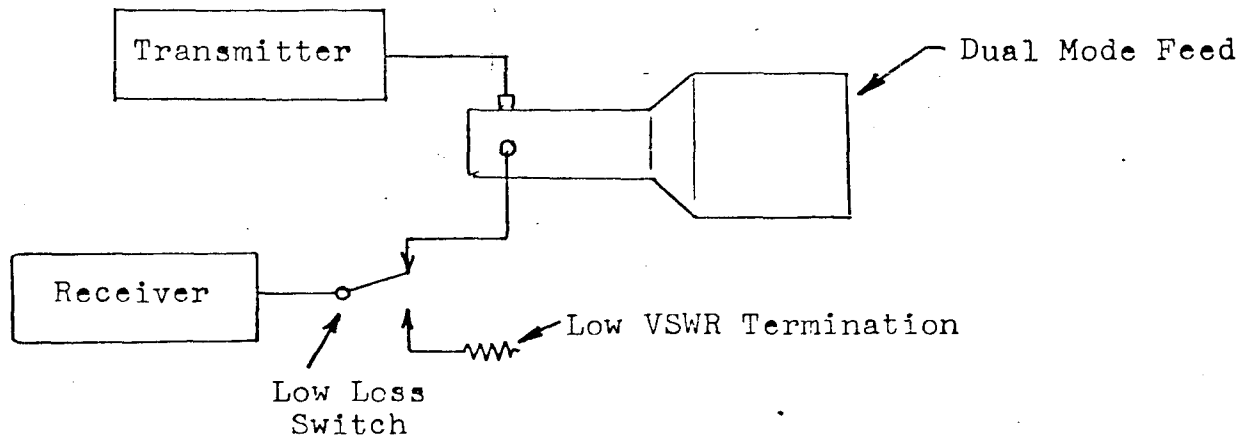 Transmitter
Dual Mode Feed
Receiver
Low VSWR Termination
Low Loss
Switch